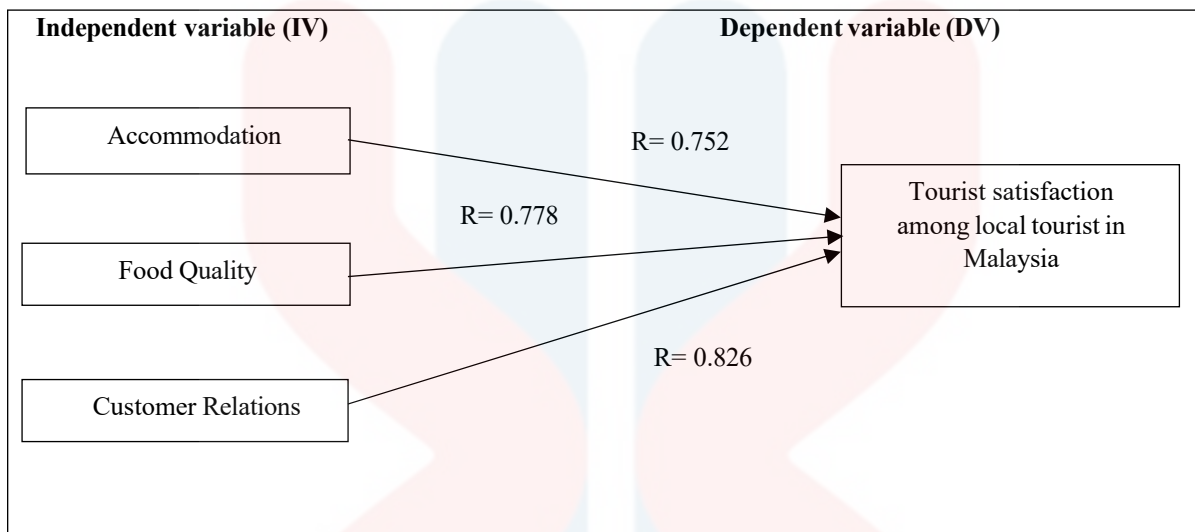 Independent variable (IV)
Dependent variable (DV)
Accommodation
R= 0.752
Tourist satisfaction
among local tourist in
Malaysia
R= 0.778
Food Quality
R= 0.826
Customer Relations